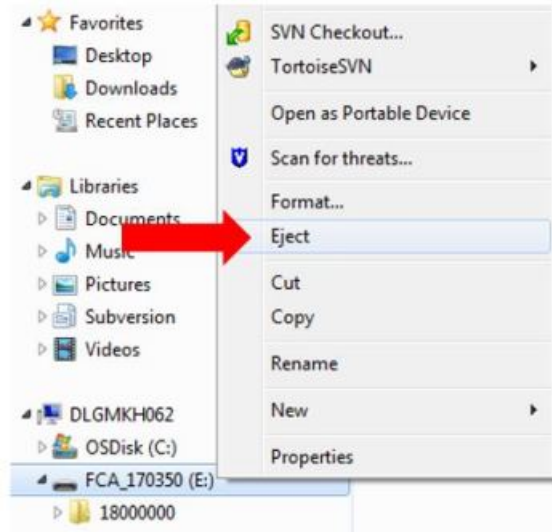 Favorites
Desktop
Downloads
Recent Places
Libraries
Documents
Music
Pictures
Subversion
Videos
DLGMKH062
OSDisk (C:)
FCA_170350 (E:)
18000000
SVN Checkout...
TortoiseSVN
Open as Portable Device
Scan for threats...
Format...
Eject
Cut
Copy
Rename
New
Properties